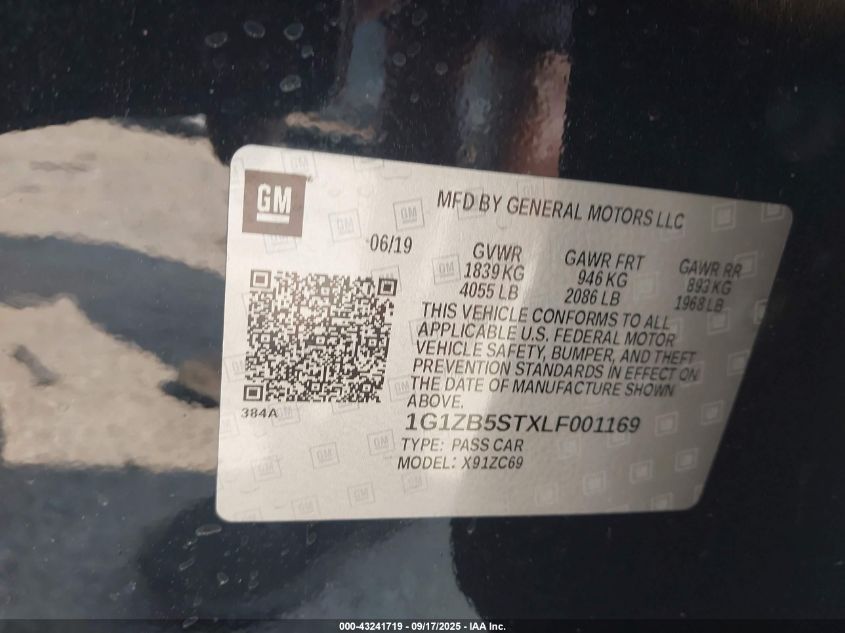 GM
MFD BY GENERAL MOTORS LLC
06/19
GVWR
1839 KG
4055 LB
GAWR FRT
946 KG
2086 LB
GAWR RR
893 KG
1968 LB
THIS VEHICLE CONFORMS TO ALL
APPLICABLE U.S. FEDERAL MOTOR
VEHICLE SAFETY, BUMPER, AND THEFT
PREVENTION STANDARDS IN EFFECT ON
THE DATE OF MANUFACTURE SHOWN
ABOVE.
384A
1G1ZB5STXLF001169
TYPE: PASS CAR
MODEL: X91ZC69
000-43241719 - 09/17/2025 - IAA Inc.